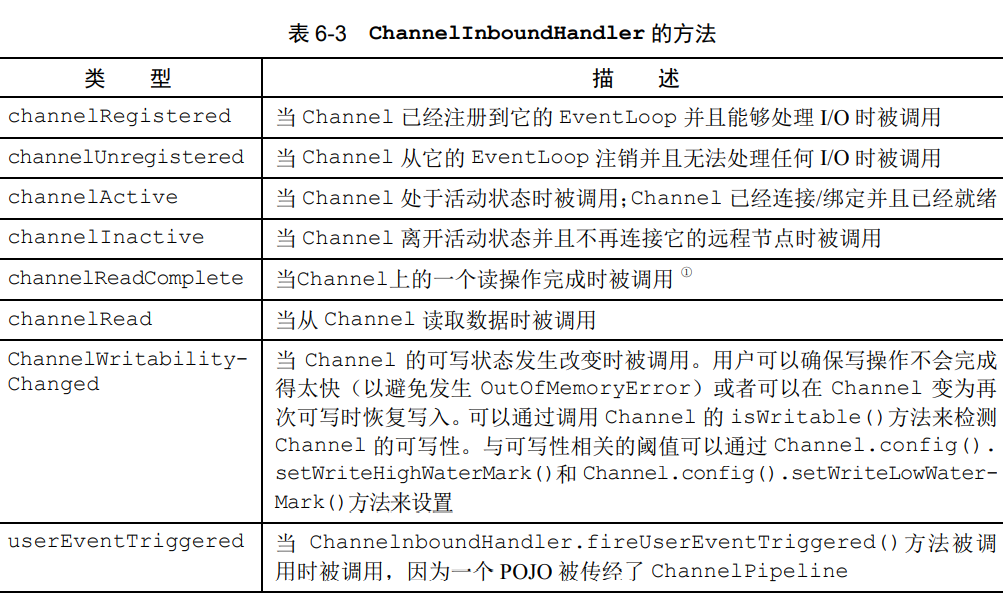 表 6-3 ChannelInboundHandler 的方法
类 型 描 述
channelRegistered 当 Channel 已经注册到它的 EventLoop 并且能够处理 I/O 时被调用
channelUnregistered 当 Channel 从它的 EventLoop 注销并且无法处理任何 I/O 时被调用
channelActive 当 Channel 处于活动状态时被调用;Channel 已经连接/绑定并且已经就绪
channelInactive 当 Channel 离开活动状态并且不再连接它的远程节点时被调用
channelReadComplete 当Channel上的一个读操作完成时被调用 ①
channelRead 当从 Channel 读取数据时被调用
ChannelWritability- 当 Channel 的可写状态发生改变时被调用。用户可以确保写操作不会完成
Changed 得太快（以避免发生 OutOfMemoryError）或者可以在 Channel 变为再
次可写时恢复写入。可以通过调用 Channel 的 isWritable()方法来检测
Channel 的可写性。与可写性相关的阈值可以通过 Channel.config().
setWriteHighWaterMark()和 Channel.config().setWriteLowWater-
Mark()方法来设置
userEventTriggered 当 ChannelnboundHandler.fireUserEventTriggered()方法被调
用时被调用，因为一个 POJO 被传经了 ChannelPipeline